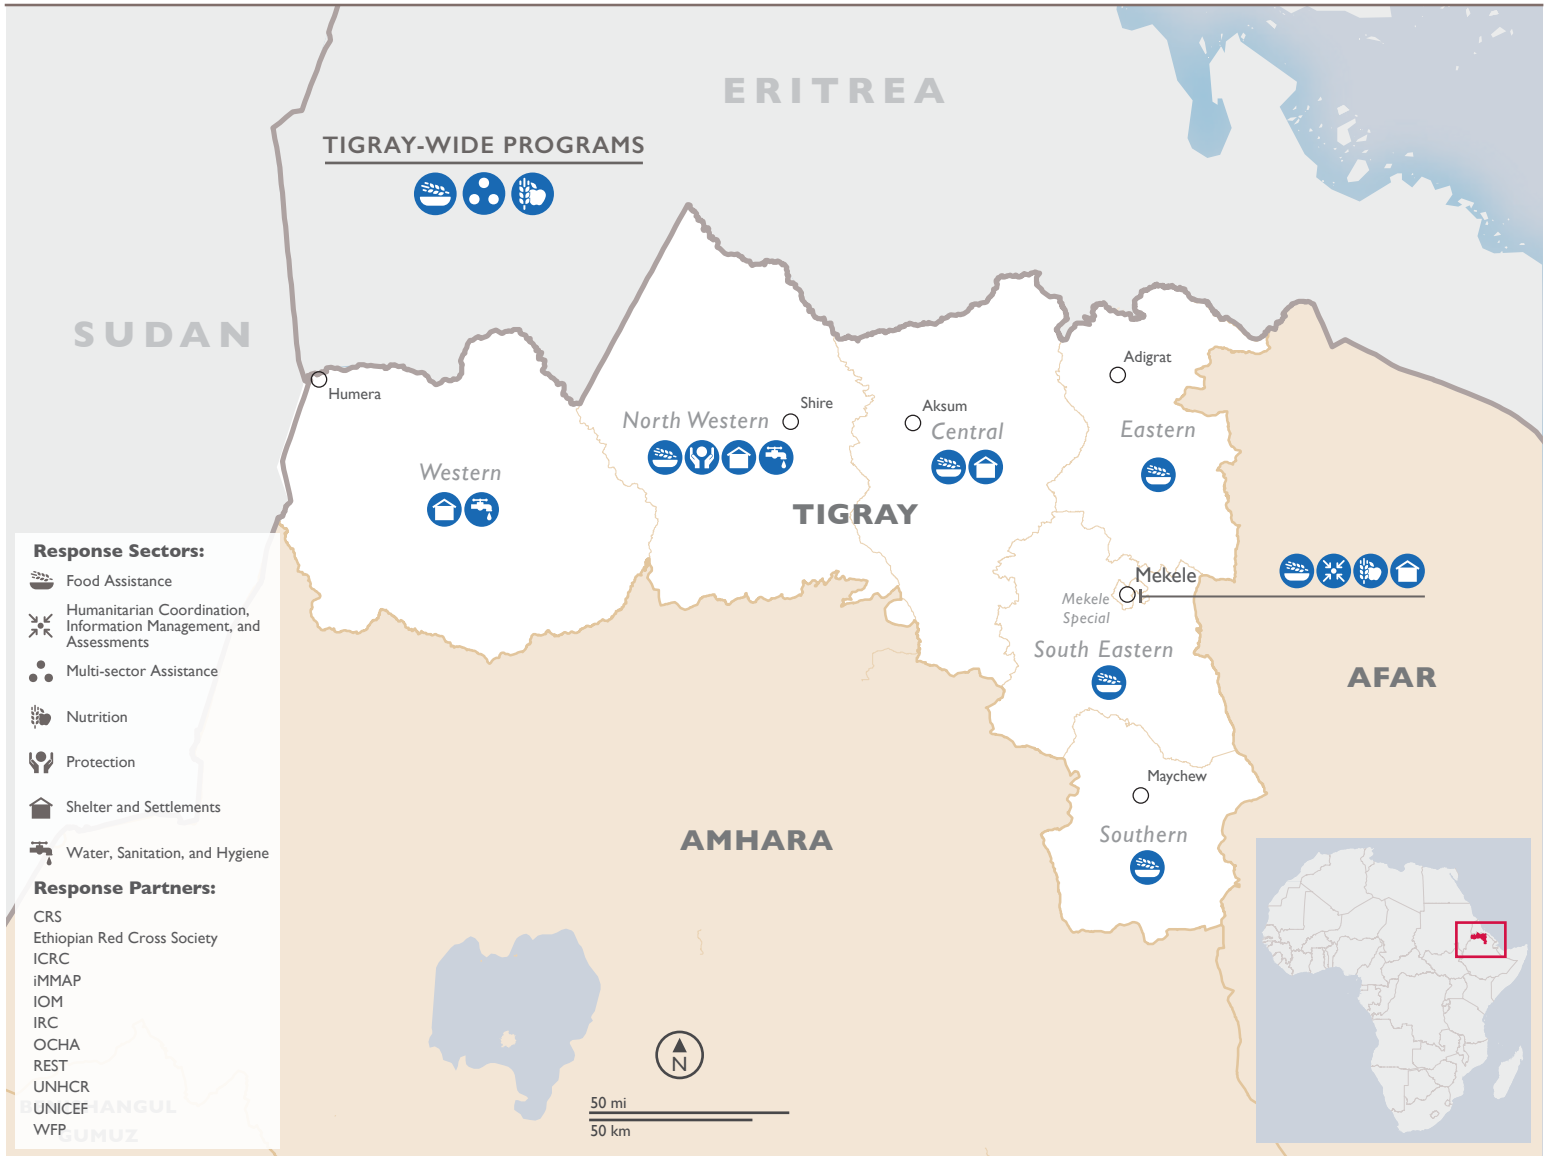 ERITREA
TIGRAY-WIDE PROGRAMS
SUDAN
Humera
Adigrat
Shire
Aksum
North Western
Central
Eastern
Western
TIGRAY
Mekele
Mekele
Special
South Eastern
AFAR
Maychew
Southern
AMHARA
Response Sectors:
Food Assistance
Humanitarian Coordination,
Information Management, and
Assessments
Multi-sector Assistance
Nutrition
Protection
Shelter and Settlements
Water, Sanitation, and Hygiene
Response Partners:
CRS
Ethiopian Red Cross Society
ICRC
iMMAP
IOM
IRC
OCHA
REST
UNHCR
UNICEF
WFP
GUMUZ
N
50 mi
50 km